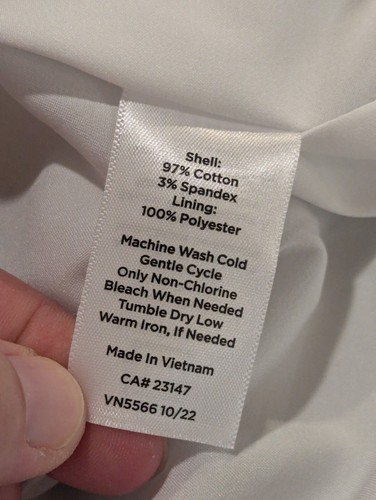 Shell:
97% Cotton
3% Spandex
Lining:
100% Polyester
Machine Wash Cold
Gentle Cycle
Only Non-Chlorine
Bleach When Needed
Tumble Dry Low
Warm Iron, If Needed
Made In Vietnam
CA# 23147
VN5566 10/22